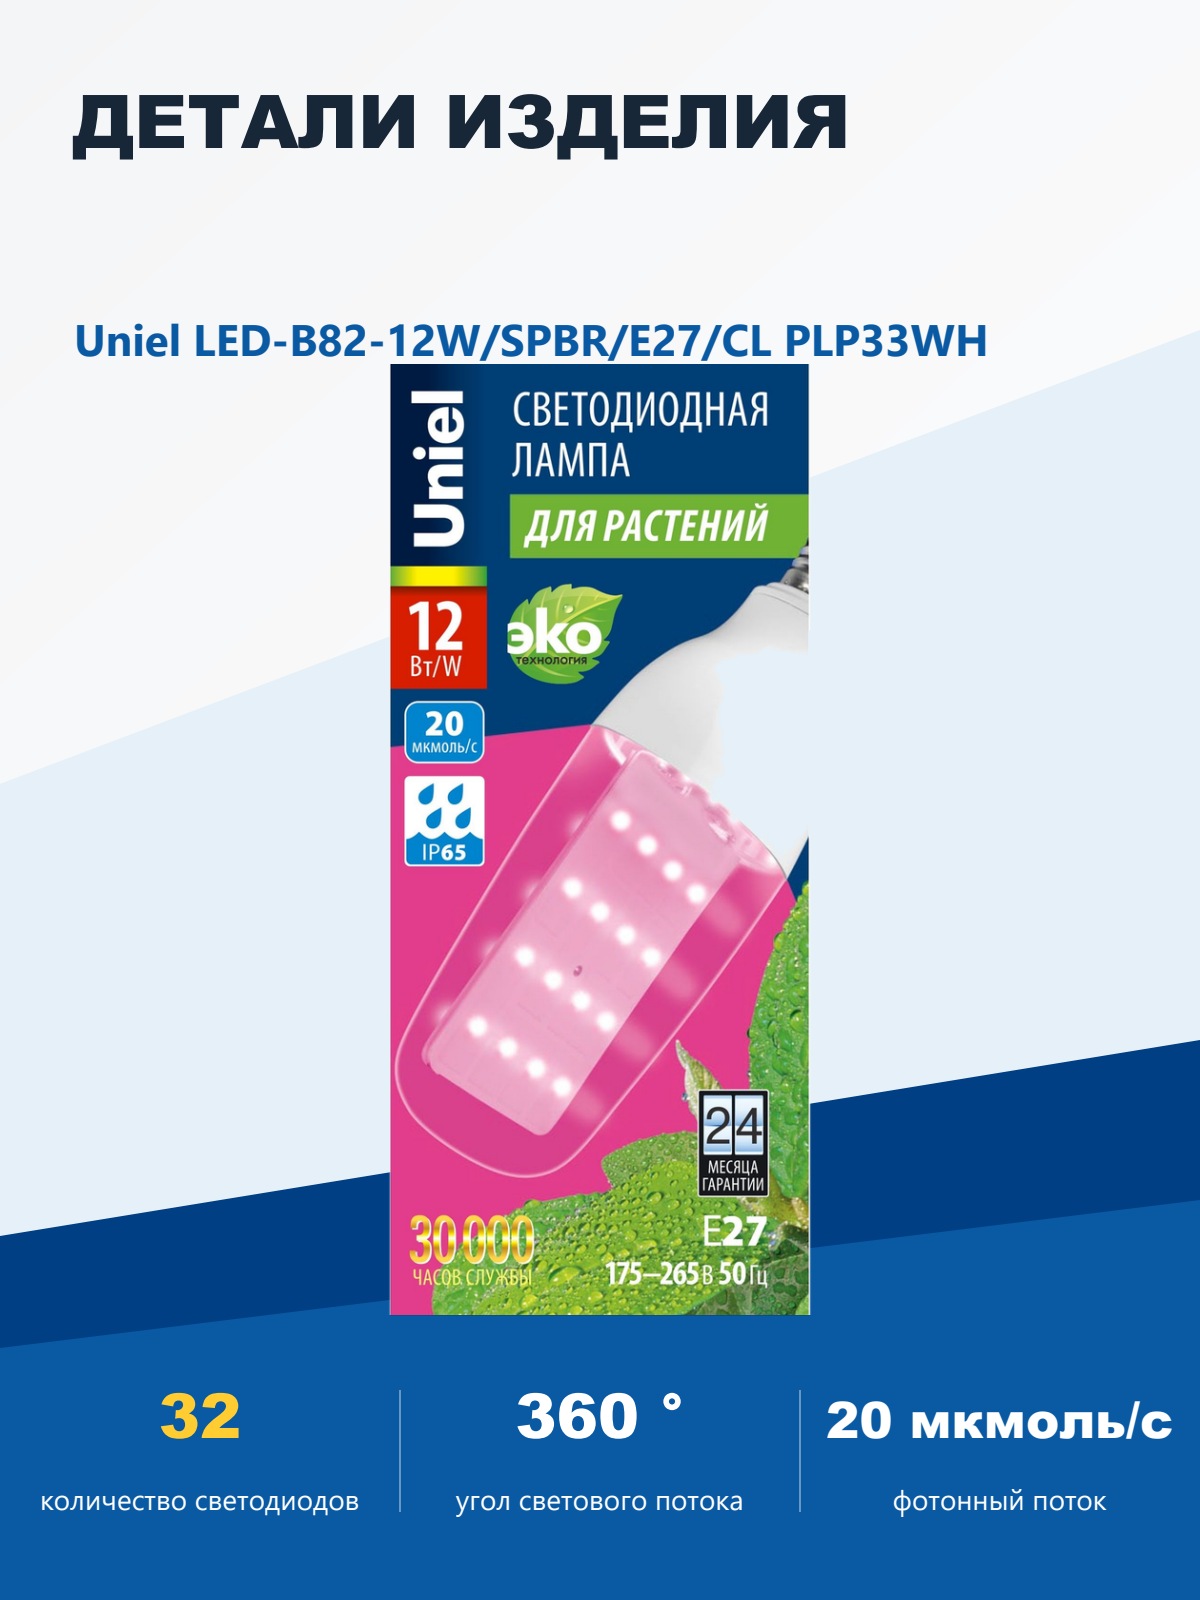 ДЕТАЛИ ИЗДЕЛИЯ
Uniel LED-B82-12W/SPBR/E27/CL PLP33WH
Uniel
СВЕТОДИОДНАЯ
ЛАМПА
ДЛЯ РАСТЕНИЙ
12
Вт/W
эко
технология
20
мкмоль/с
IP65
24
МЕСЯЦА
ГАРАНТИИ
30 000
ЧАСОВ СЛУЖБЫ
E27
175–265 В 50 Гц
32
количество светодиодов
360 °
угол светового потока
20 мкмоль/с
фотонный поток